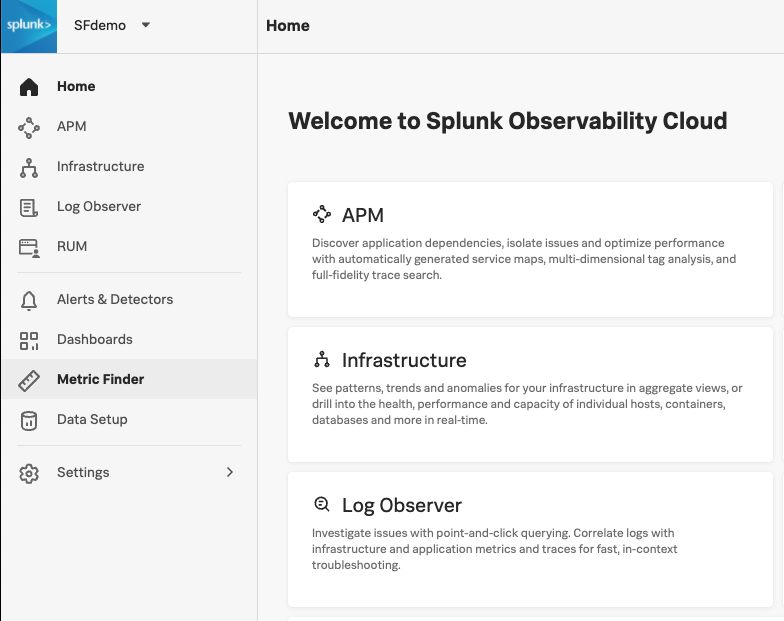 splunk>
SFdemo
Home
Home
APM
Infrastructure
Log Observer
RUM
Alerts & Detectors
Dashboards
Metric Finder
Data Setup
Settings
Welcome to Splunk Observability Cloud
APM
Discover application dependencies, isolate issues and optimize performance
with automatically generated service maps, multi-dimensional tag analysis, and
full-fidelity trace search.
Infrastructure
See patterns, trends and anomalies for your infrastructure in aggregate views, or
drill into the health, performance and capacity of individual hosts, containers,
databases and more in real-time.
Log Observer
Investigate issues with point-and-click querying. Correlate logs with
infrastructure and application metrics and traces for fast, in-context
troubleshooting.